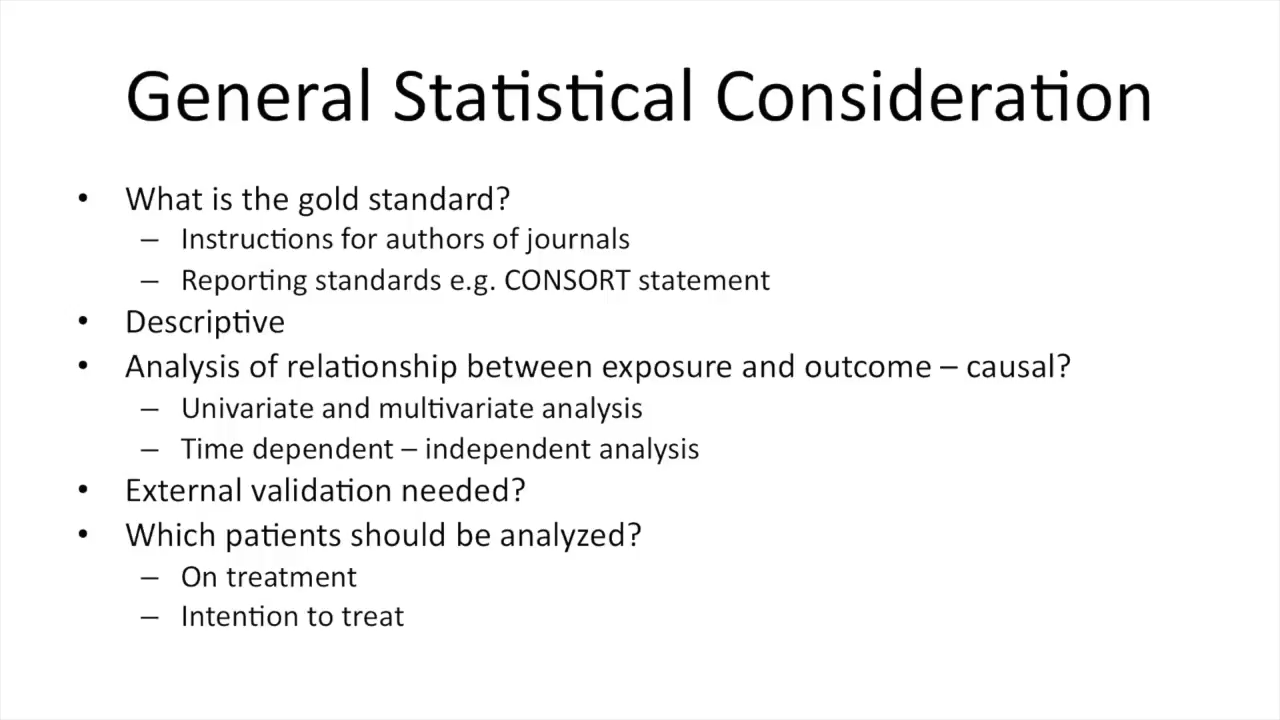 General Statistical Consideration
• What is the gold standard?
– Instructions for authors of journals
– Reporting standards e.g. CONSORT statement
• Descriptive
• Analysis of relationship between exposure and outcome – causal?
– Univariate and multivariate analysis
– Time dependent – independent analysis
• External validation needed?
• Which patients should be analyzed?
– On treatment
– Intention to treat